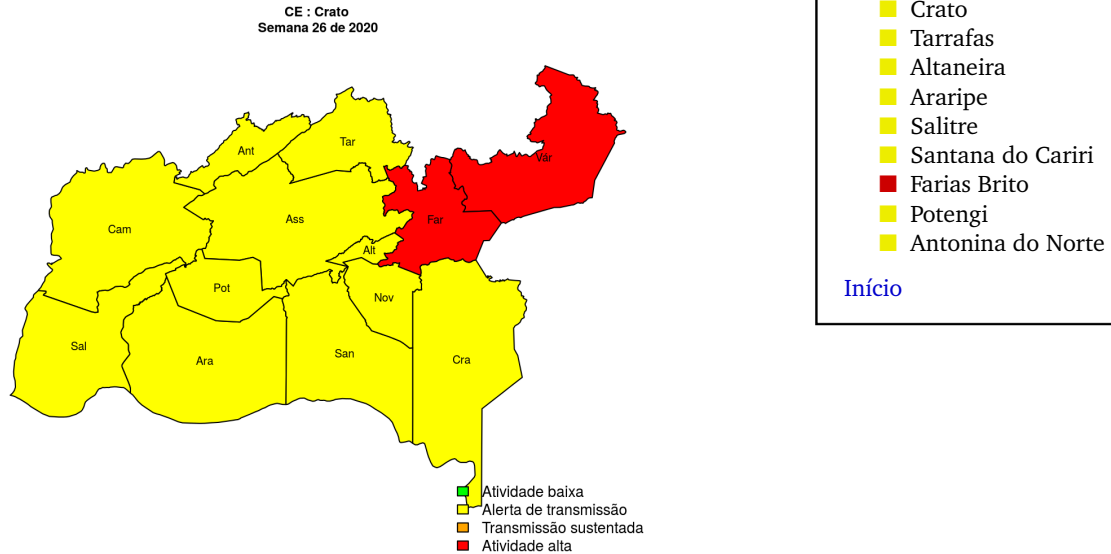 CE : Crato
Semana 26 de 2020
Ant
Tar
Vár
Cam
Ass
Far
Alt
Pot
Nov
Sal
Ara
San
Cra
Atividade baixa
Alerta de transmissão
Transmissão sustentada
Atividade alta
Crato
Tarrafas
Altaneira
Araripe
Salitre
Santana do Cariri
Farias Brito
Potengi
Antonina do Norte
Início